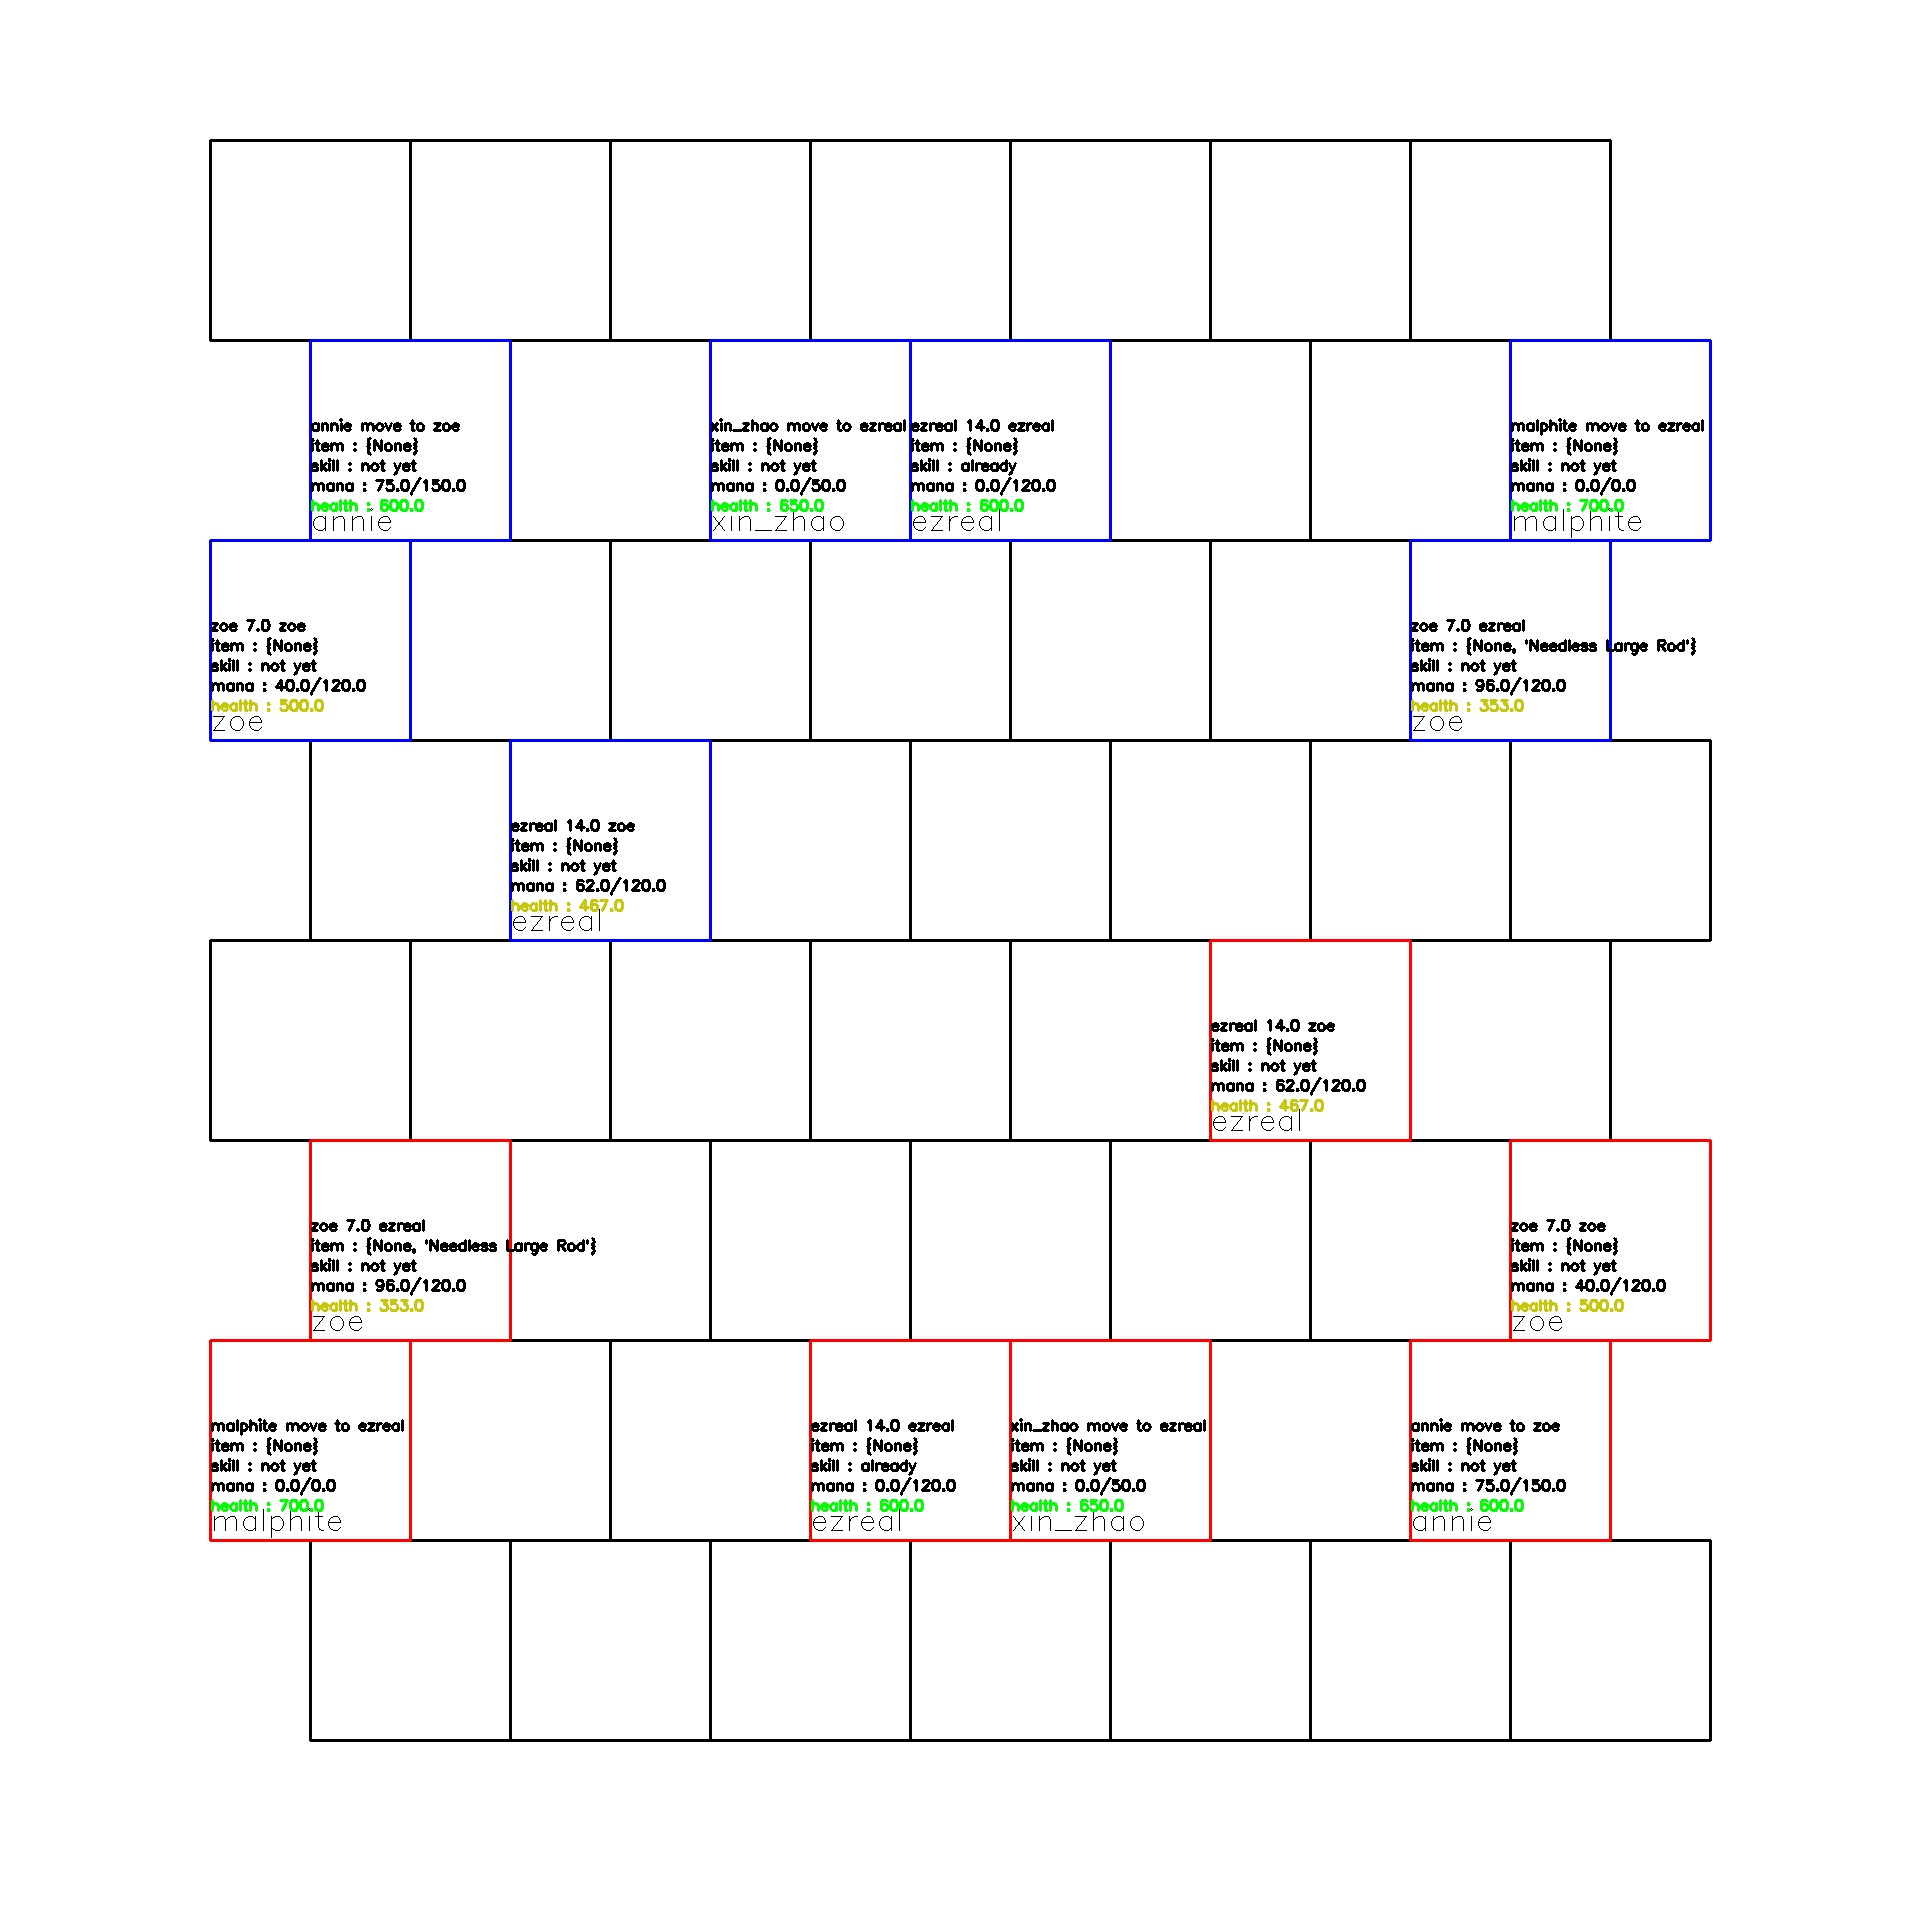 annie move to zoe
item : {None}
skill : not yet
mana : 75.0/150.0
health : 600.0
annie
xin_zhao move to ezreal
item : {None}
skill : not yet
mana : 0.0/50.0
health : 650.0
xin_zhao
ezreal 14.0 ezreal
item : {None}
skill : already
mana : 0.0/120.0
health : 600.0
ezreal
malphite move to ezreal
item : {None}
skill : not yet
mana : 0.0/0.0
health : 700.0
malphite
zoe 7.0 zoe
item : {None}
skill : not yet
mana : 40.0/120.0
health : 500.0
zoe
zoe 7.0 ezreal
item : {None, 'Needless Large Rod'}
skill : not yet
mana : 96.0/120.0
health : 353.0
zoe
ezreal 14.0 zoe
item : {None}
skill : not yet
mana : 62.0/120.0
health : 467.0
ezreal
ezreal 14.0 zoe
item : {None}
skill : not yet
mana : 62.0/120.0
health : 467.0
ezreal
zoe 7.0 ezreal
item : {None, 'Needless Large Rod'}
skill : not yet
mana : 96.0/120.0
health : 353.0
zoe
zoe 7.0 zoe
item : {None}
skill : not yet
mana : 40.0/120.0
health : 500.0
zoe
malphite move to ezreal
item : {None}
skill : not yet
mana : 0.0/0.0
health : 700.0
malphite
ezreal 14.0 ezreal
item : {None}
skill : already
mana : 0.0/120.0
health : 600.0
ezreal
xin_zhao move to ezreal
item : {None}
skill : not yet
mana : 0.0/50.0
health : 650.0
xin_zhao
annie move to zoe
item : {None}
skill : not yet
mana : 75.0/150.0
health : 600.0
annie